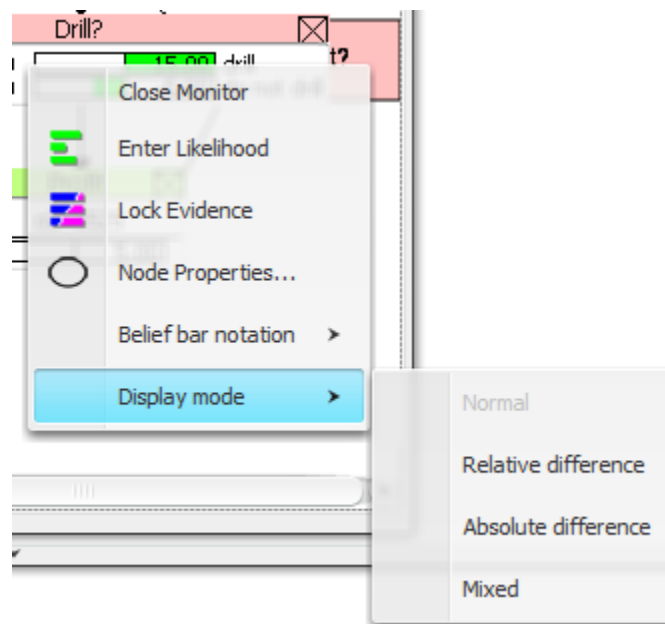 Drill?
t?
15.00 drill
Close Monitor
Enter Likelihood
Lock Evidence
Node Properties...
Belief bar notation
Display mode
Normal
Relative difference
Absolute difference
Mixed